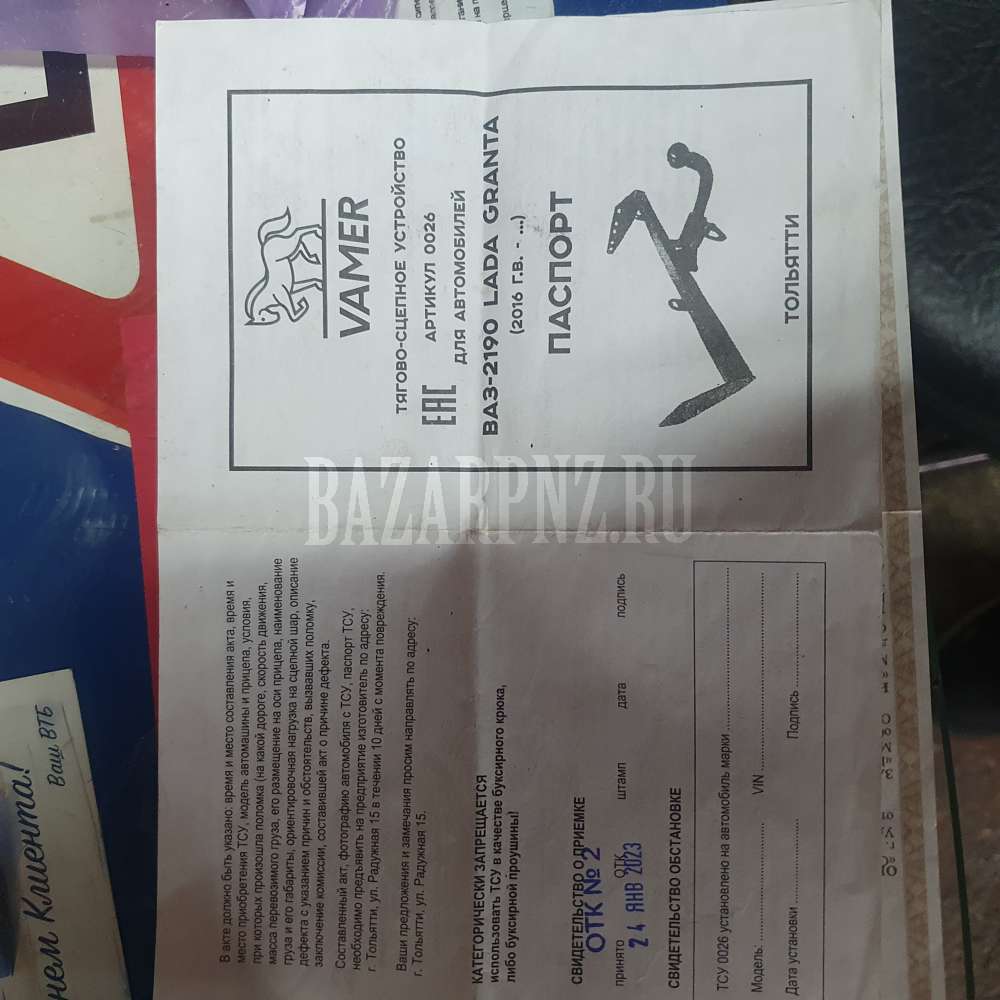 VAMER
ТЯГОВО-СЦЕПНОЕ УСТРОЙСТВО
АРТИКУЛ 0026
EAC
ДЛЯ АВТОМОБИЛЕЙ
ВАЗ-2190 LADA GRANTA
(2016 г.в. - ...)
ПАСПОРТ
ТОЛЬЯТТИ
В акте должно быть указано: время и место составления акта, время и
место приобретения ТСУ, модель автомашины и прицепа, условия,
при которых произошла поломка (на какой дороге, скорость движения,
масса перевозимого груза, его размещение на оси прицепа, наименование
груза и его габариты, ориентировочная нагрузка на сцепной шар, описание
дефекта с указанием причин и обстоятельств, вызвавших поломку,
заключение комиссии, составившей акт о причине дефекта.
Составленный акт, фотографию автомобиля с ТСУ, паспорт ТСУ,
необходимо предъявить на предприятие изготовитель по адресу:
г. Тольятти, ул. Радужная 15 в течении 10 дней с момента повреждения.
Ваши предложения и замечания просим направлять по адресу:
г. Тольятти, ул. Радужная 15.
КАТЕГОРИЧЕСКИ ЗАПРЕЩАЕТСЯ
использовать ТСУ в качестве буксирного крюка,
либо буксирной проушины!
СВИДЕТЕЛЬСТВО О ПРИЕМКЕ
ОТК № 2
принято ОТК штамп дата подпись
24 ЯНВ 2023
СВИДЕТЕЛЬСТВО ОБ УСТАНОВКЕ
ТСУ 0026 установлено на автомобиль марки
Модель: VIN
Дата установки Подпись
BAZARPNZ.RU
нем Клиента!
Ваш ВТБ